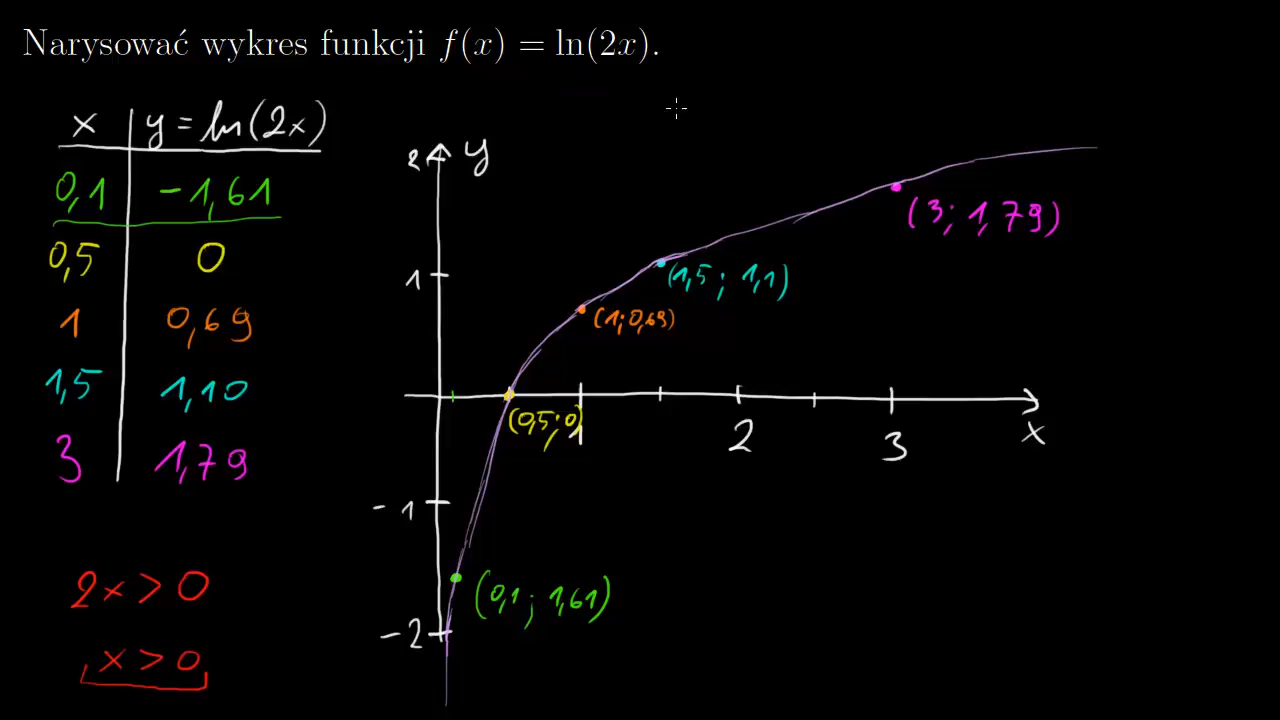 Narysować wykres funkcji f(x) = ln(2x).
x y = ln(2x)
0,1 -1,61
0,5 0
1 0,69
1,5 1,10
3 1,79
2x > 0
x > 0
2 y
(3; 1,79)
1
(1,5; 1,1)
(1; 0,69)
(0,5; 0)
1 2 3 x
-1
(0,1; 1,61)
-2